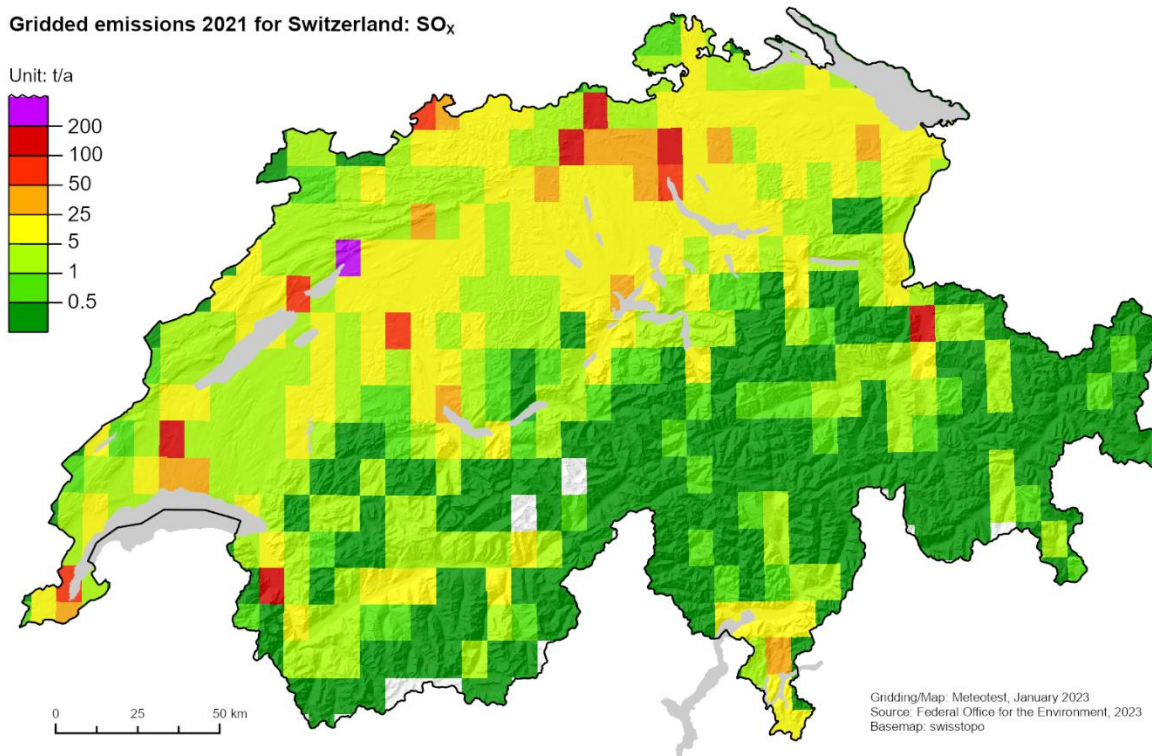 Gridded emissions 2021 for Switzerland: SOₓ
Unit: t/a
200
100
50
25
5
1
0.5
0 25 50 km
Gridding/Map: Meteotest, January 2023
Source: Federal Office for the Environment, 2023
Basemap: swisstopo